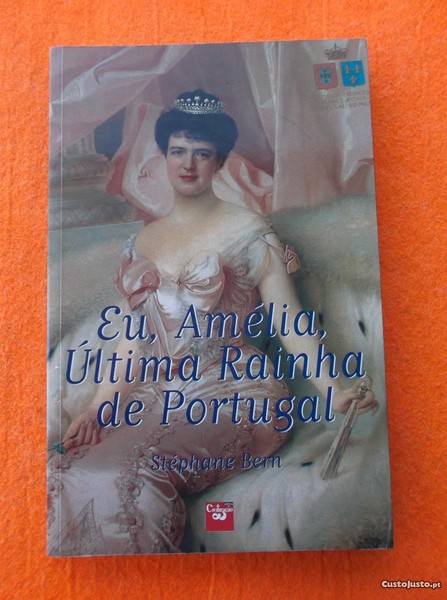 Eu, Amélia,
Última Rainha
de Portugal
Stéphane Bern
CustoJusto.pt